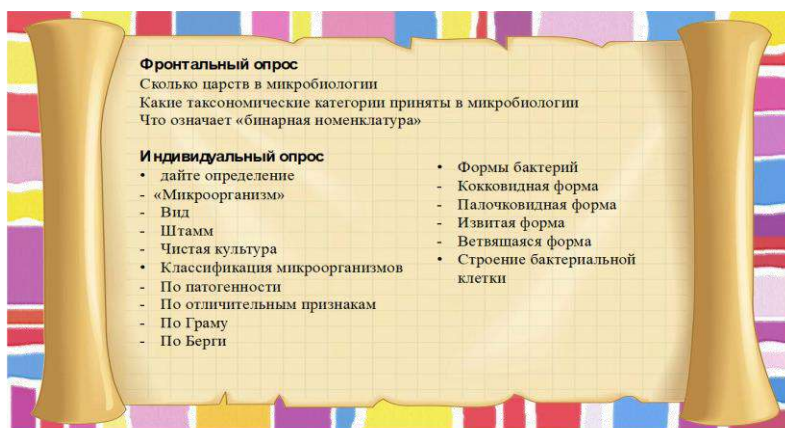 Фронтальный опрос
Сколько царств в микробиологии
Какие таксономические категории приняты в микробиологии
Что означает «бинарная номенклатура»
Индивидуальный опрос
• дайте определение
- «Микроорганизм»
- Вид
- Штамм
- Чистая культура
• Классификация микроорганизмов
- По патогенности
- По отличительным признакам
- По Граму
- По Берги
• Формы бактерий
- Кокковидная форма
- Палочковидная форма
- Извитая форма
- Ветвящаяся форма
• Строение бактериальной
клетки